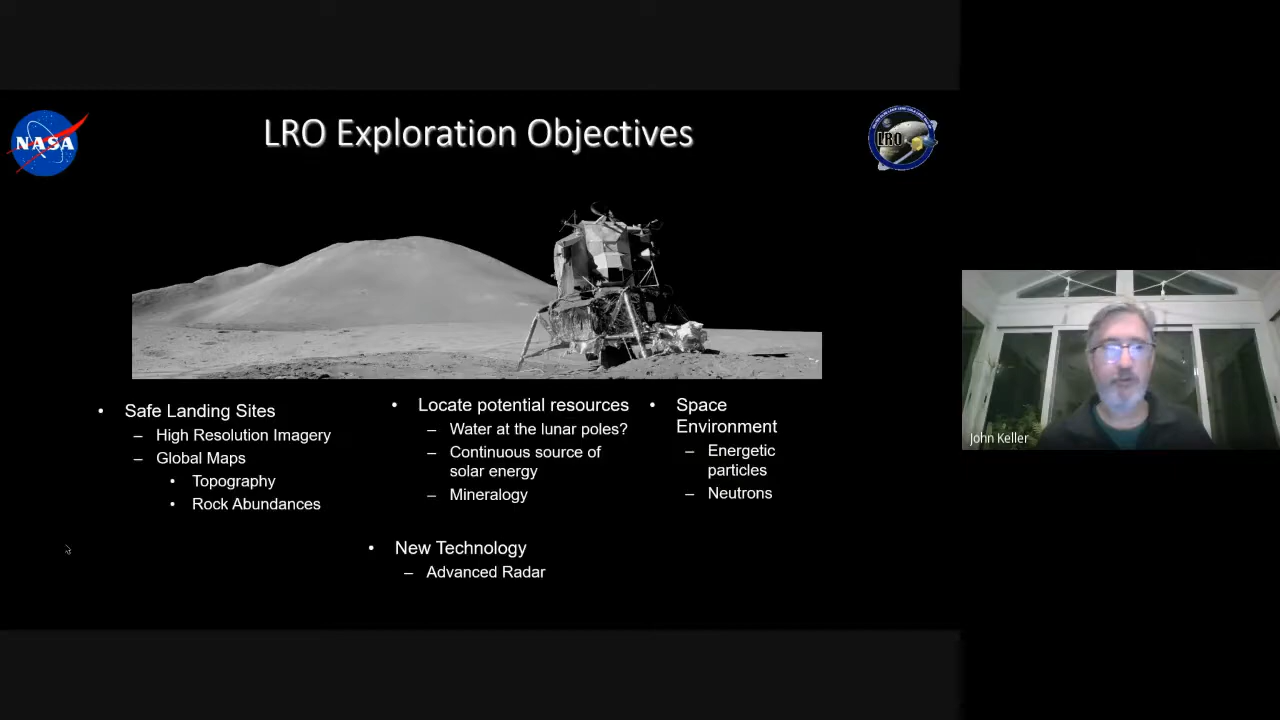 NASA
LRO Exploration Objectives
LRO
• Safe Landing Sites
– High Resolution Imagery
– Global Maps
• Topography
• Rock Abundances
• Locate potential resources
– Water at the lunar poles?
– Continuous source of
solar energy
– Mineralogy
• Space
Environment
– Energetic
particles
– Neutrons
• New Technology
– Advanced Radar
John Keller